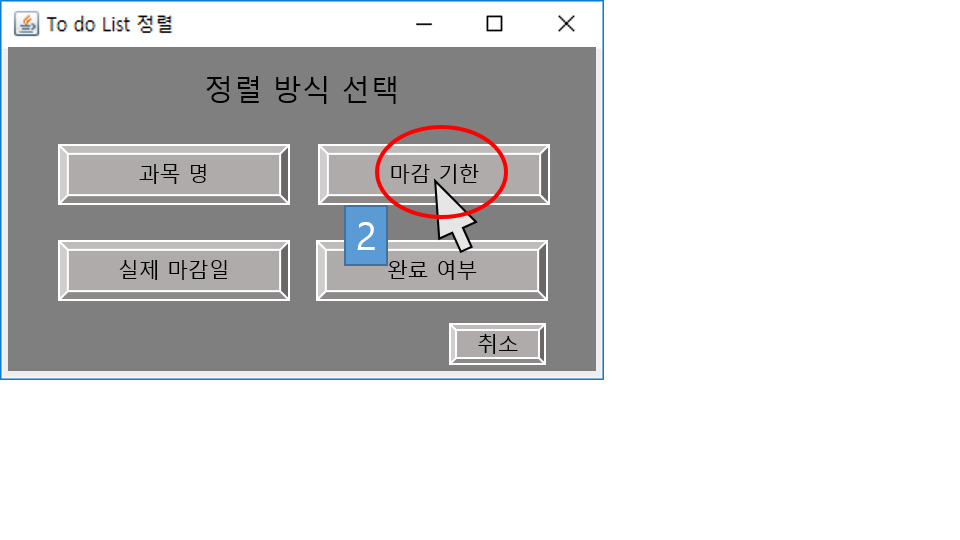 To do List 정렬
정렬 방식 선택
과목 명
마감 기한
2
실제 마감일
완료 여부
취소